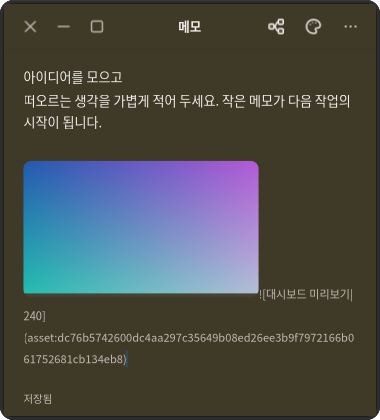 메모
아이디어를 모으고
떠오르는 생각을 가볍게 적어 두세요. 작은 메모가 다음 작업의
시작이 됩니다.
![대시보드 미리보기|
240]
(asset:dc76b5742600dc4aa297c35649b08ed26ee3b9f7972166b0
61752681cb134eb8)
저장됨